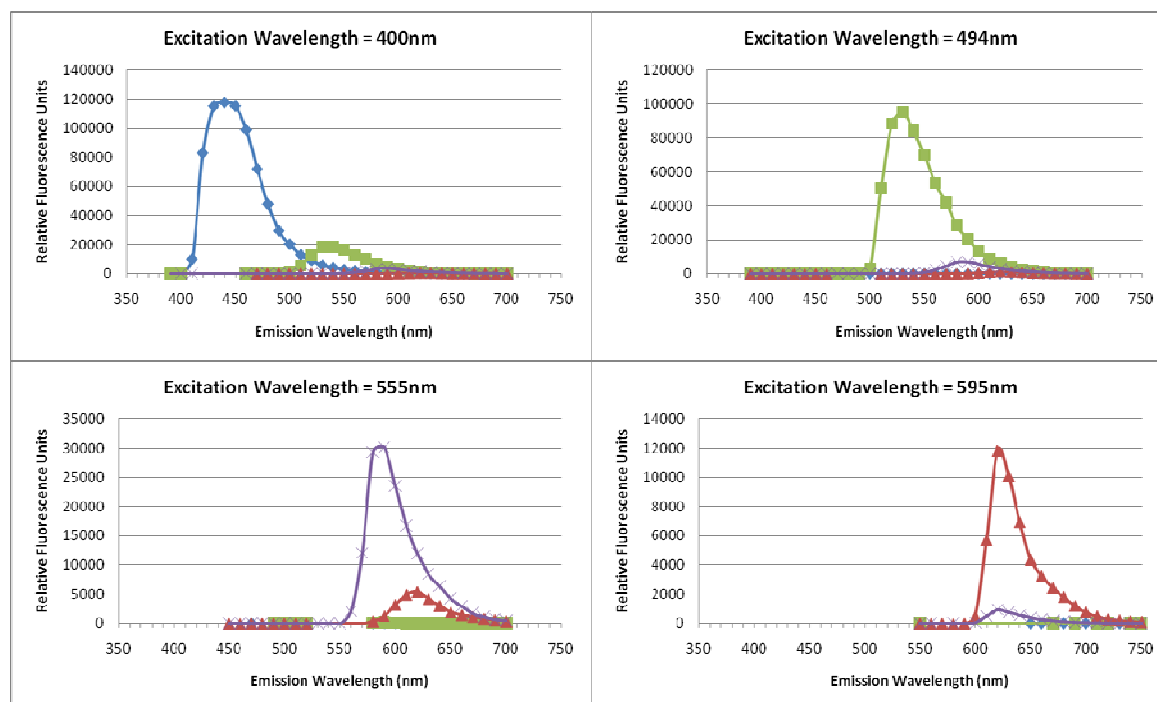 Excitation Wavelength = 400nm
Relative Fluorescence Units
140000
120000
100000
80000
60000
40000
20000
0
350 400 450 500 550 600 650 700 750
Emission Wavelength (nm)
Excitation Wavelength = 494nm
Relative Fluorescence Units
120000
100000
80000
60000
40000
20000
0
350 400 450 500 550 600 650 700 750
Emission Wavelength (nm)
Excitation Wavelength = 555nm
Relative Fluorescence Units
35000
30000
25000
20000
15000
10000
5000
0
350 400 450 500 550 600 650 700 750
Emission Wavelength (nm)
Excitation Wavelength = 595nm
Relative Fluorescence Units
14000
12000
10000
8000
6000
4000
2000
0
350 400 450 500 550 600 650 700 750
Emission Wavelength (nm)